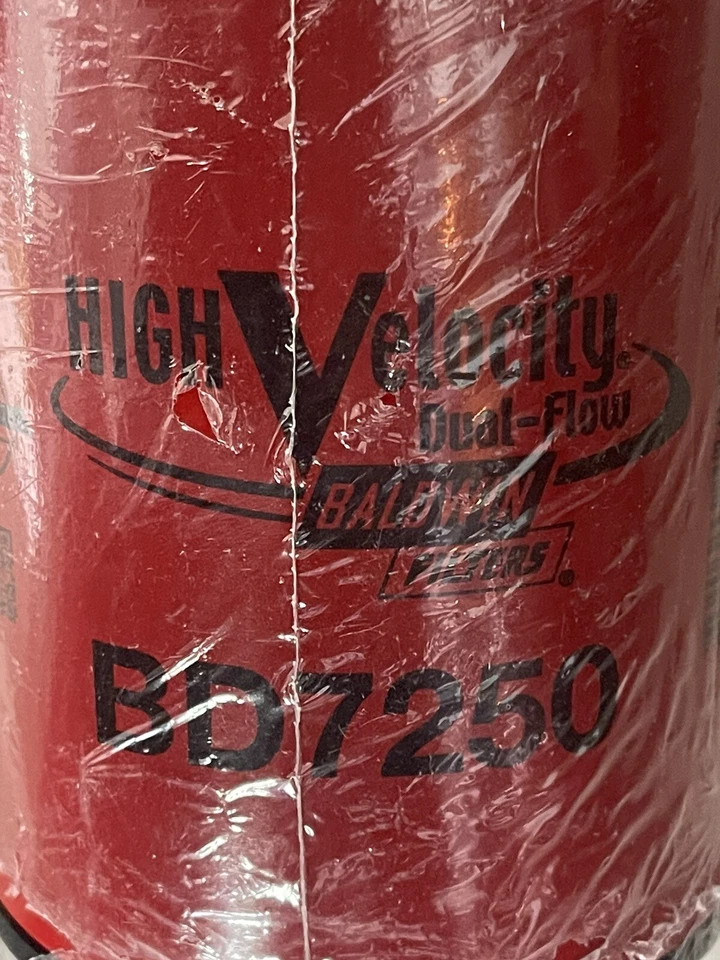 HIGH Velocity®
Dual-Flow
BALDWIN
FILTERS®
BD7250